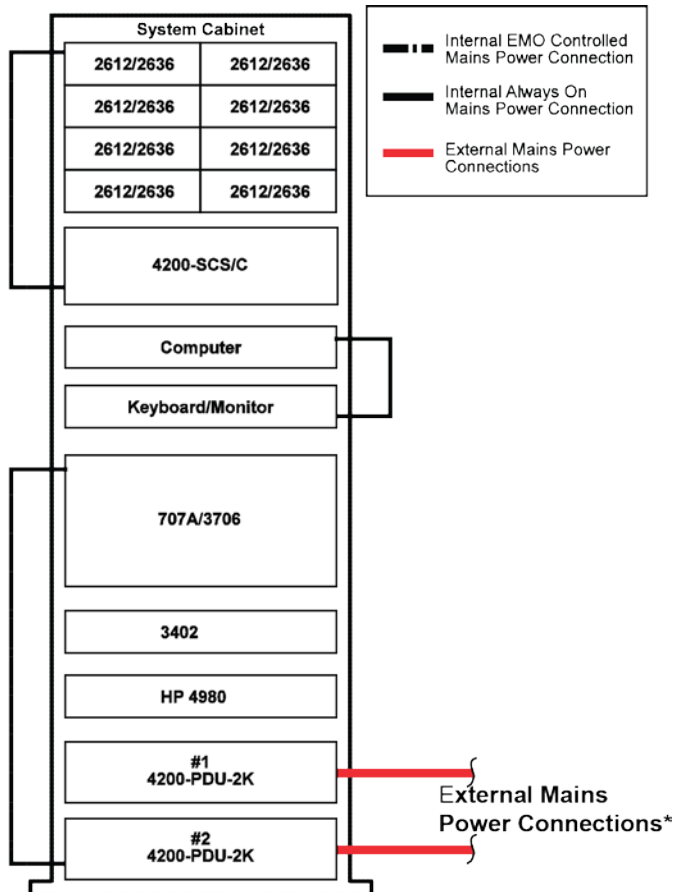 System Cabinet
2612/2636 2612/2636
2612/2636 2612/2636
2612/2636 2612/2636
2612/2636 2612/2636
4200-SCS/C
Computer
Keyboard/Monitor
707A/3706
3402
HP 4980
#1
4200-PDU-2K
#2
4200-PDU-2K
Internal EMO Controlled
Mains Power Connection
Internal Always On
Mains Power Connection
External Mains Power
Connections
External Mains
Power Connections*